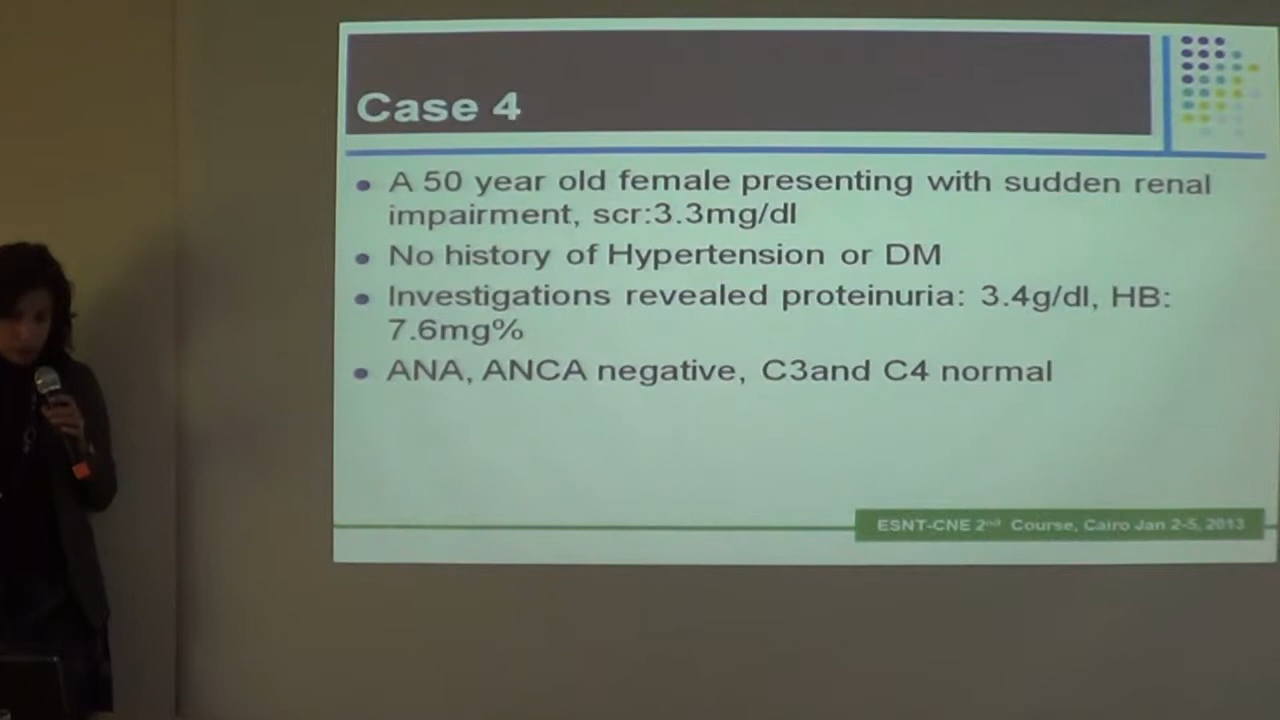 Case 4
A 50 year old female presenting with sudden renal
impairment, scr:3.3mg/dl
No history of Hypertension or DM
Investigations revealed proteinuria: 3.4g/dl, HB:
7.6mg%
ANA, ANCA negative, C3and C4 normal
ESNT-CNE 2nd Course, Cairo Jan 2-5, 2013